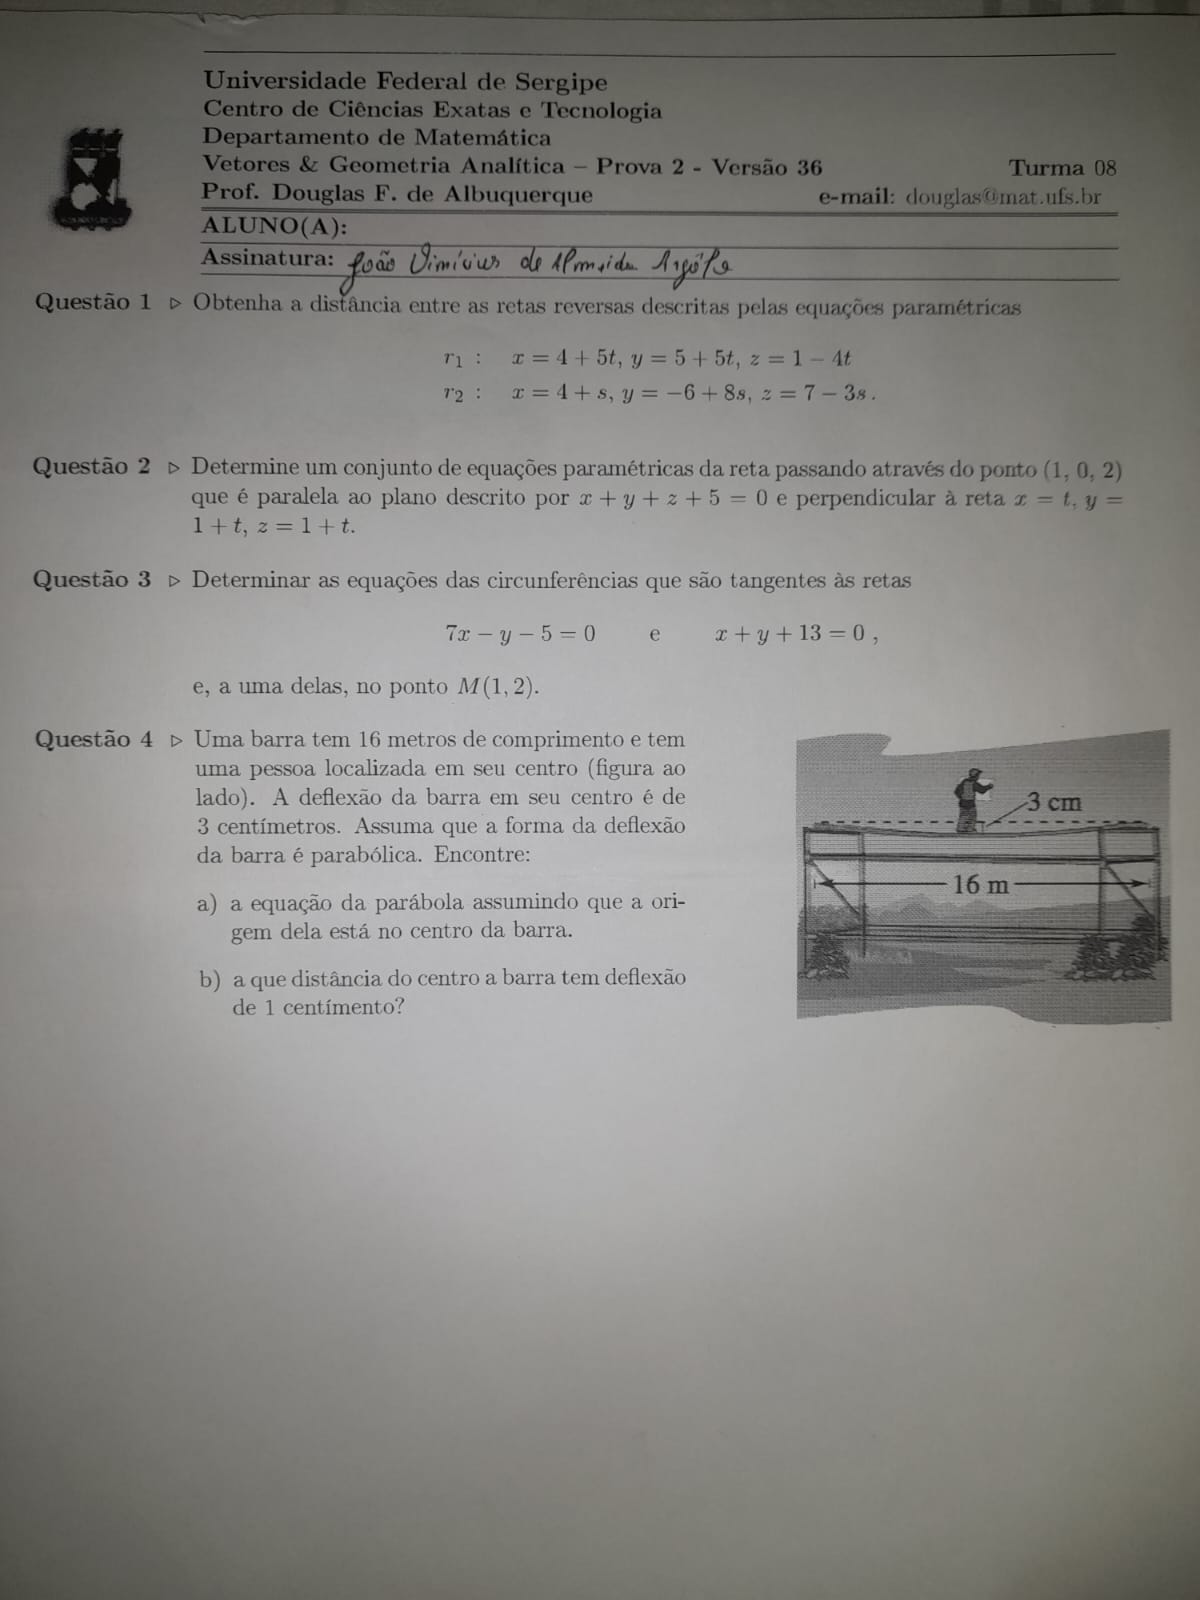 Universidade Federal de Sergipe
Centro de Ciências Exatas e Tecnologia
Departamento de Matemática
Vetores & Geometria Analítica – Prova 2 - Versão 36 Turma 08
Prof. Douglas F. de Albuquerque e-mail: douglas@mat.ufs.br
ALUNO(A):
Assinatura: João Vinícius de Almeida Argôlo
Questão 1 ▷ Obtenha a distância entre as retas reversas descritas pelas equações paramétricas
r₁ : x = 4 + 5t, y = 5 + 5t, z = 1 − 4t
r₂ : x = 4 + s, y = −6 + 8s, z = 7 − 3s .
Questão 2 ▷ Determine um conjunto de equações paramétricas da reta passando através do ponto (1, 0, 2)
que é paralela ao plano descrito por x + y + z + 5 = 0 e perpendicular à reta x = t, y =
1 + t, z = 1 + t.
Questão 3 ▷ Determinar as equações das circunferências que são tangentes às retas
7x − y − 5 = 0 e x + y + 13 = 0 ,
e, a uma delas, no ponto M(1, 2).
Questão 4 ▷ Uma barra tem 16 metros de comprimento e tem
uma pessoa localizada em seu centro (figura ao
lado). A deflexão da barra em seu centro é de
3 centímetros. Assuma que a forma da deflexão
da barra é parabólica. Encontre:
a) a equação da parábola assumindo que a ori-
gem dela está no centro da barra.
b) a que distância do centro a barra tem deflexão
de 1 centímento?
3 cm
16 m